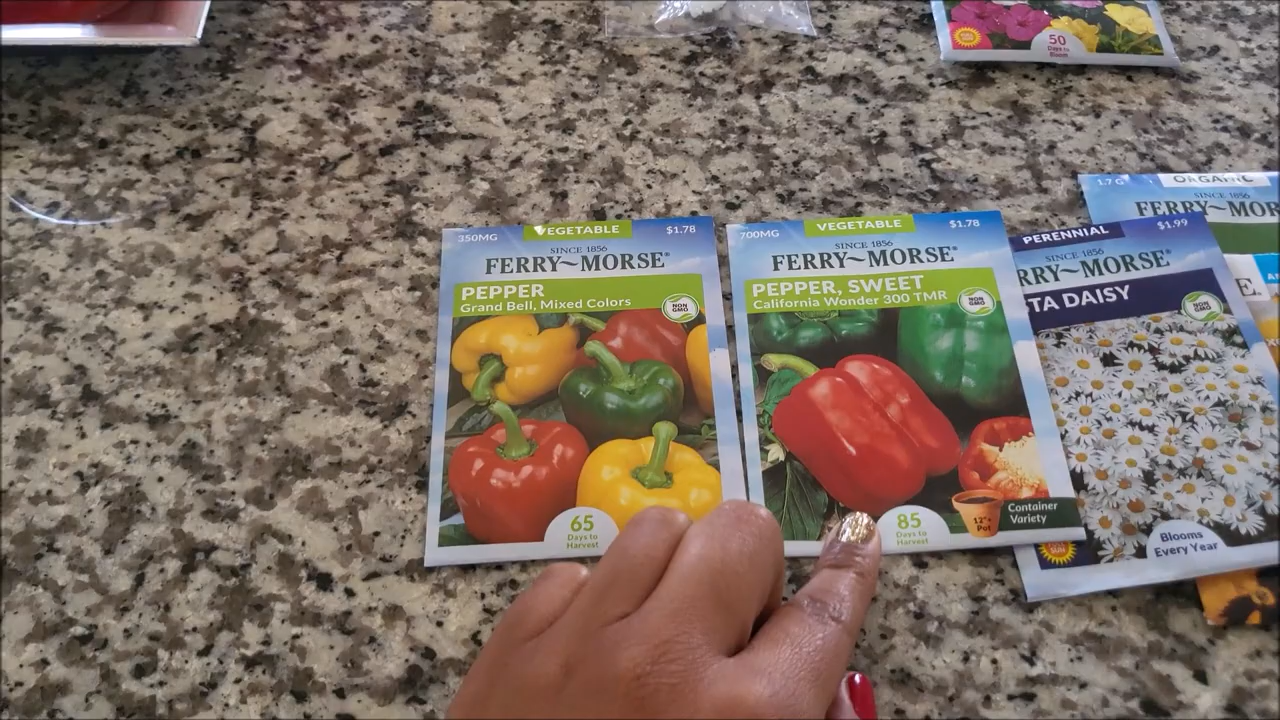 50
Days to
Bloom
VEGETABLE
350MG
$1.78
SINCE 1856
FERRY~MORSE®
PEPPER
Grand Bell, Mixed Colors
NON
GMO
65
Days to
Harvest
VEGETABLE
700MG
$1.78
SINCE 1856
FERRY~MORSE®
PEPPER, SWEET
California Wonder 300 TMR
NON
GMO
85
Days to
Harvest
12"+
Pot
Container
Variety
PERENNIAL
$1.99
SINCE 1856
RRY~MORSE®
TA DAISY
NON
GMO
SUN
Blooms
Every Year
1.7 G
ORGANIC
SINCE 1856
FERRY~MOR
E.